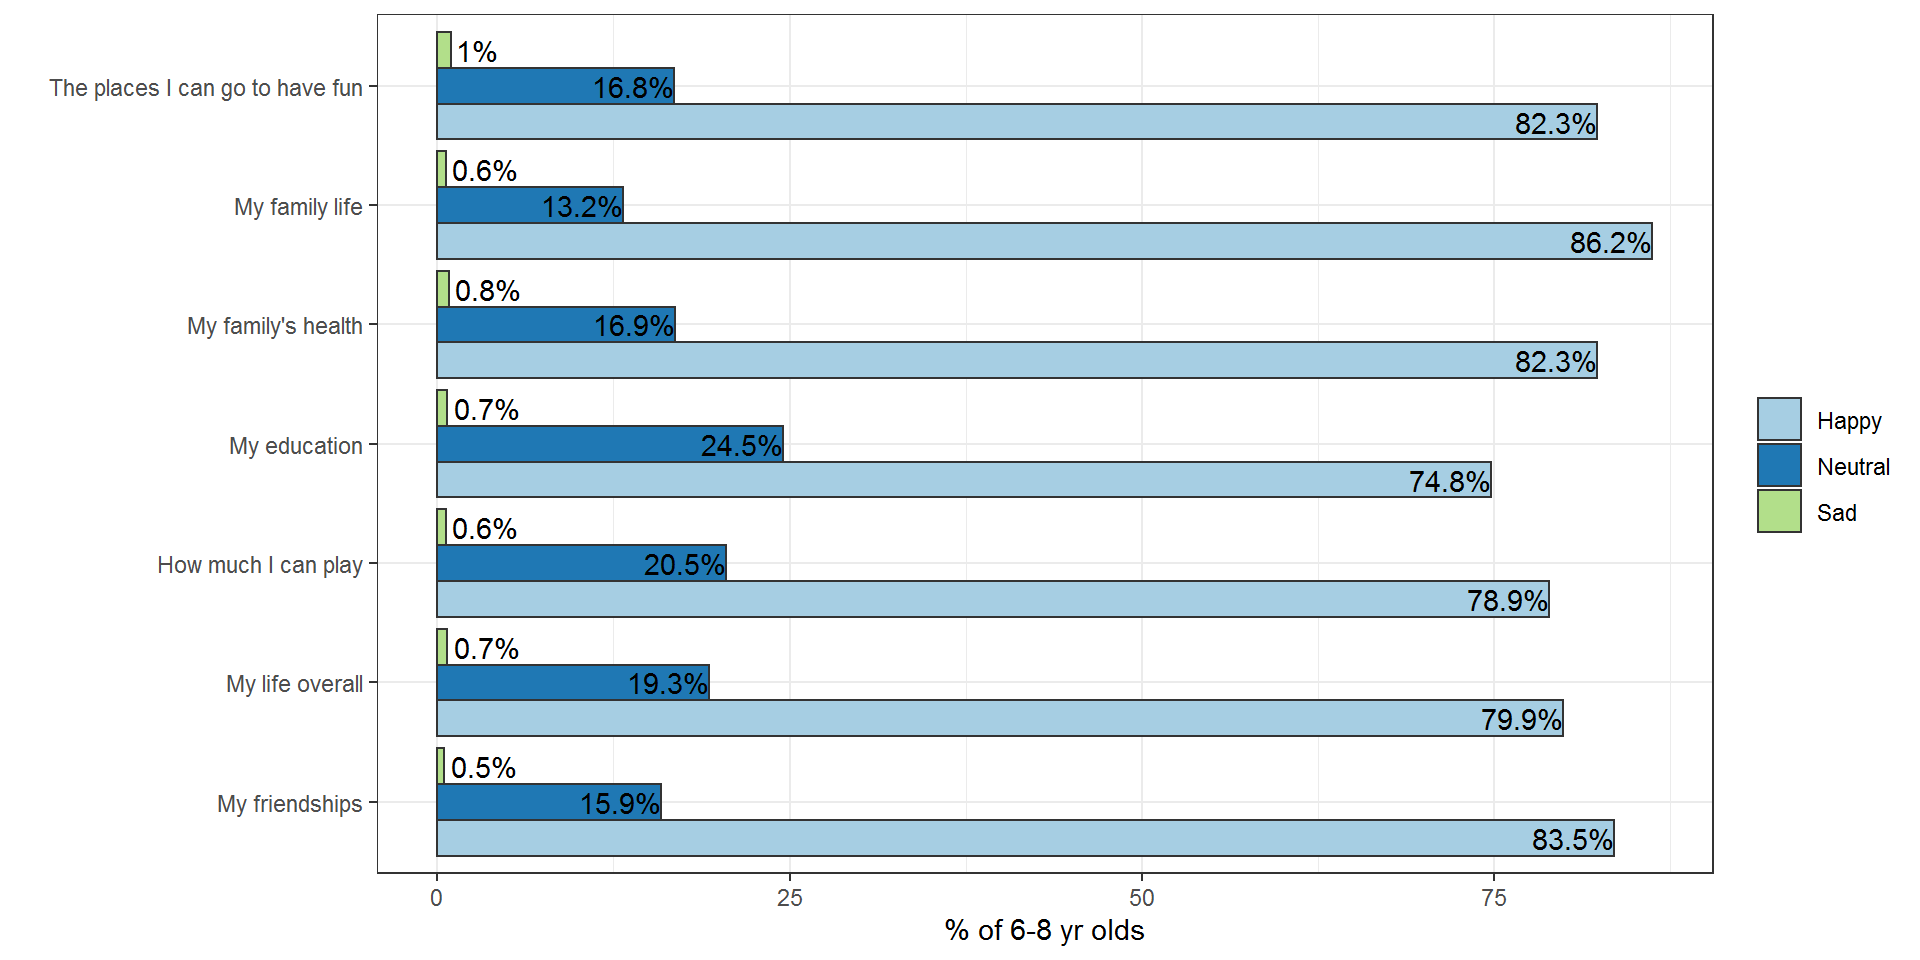 The places I can go to have fun
1%
16.8%
82.3%
My family life
0.6%
13.2%
86.2%
My family's health
0.8%
16.9%
82.3%
My education
0.7%
24.5%
74.8%
How much I can play
0.6%
20.5%
78.9%
My life overall
0.7%
19.3%
79.9%
My friendships
0.5%
15.9%
83.5%
0 25 50 75
% of 6-8 yr olds
Happy
Neutral
Sad